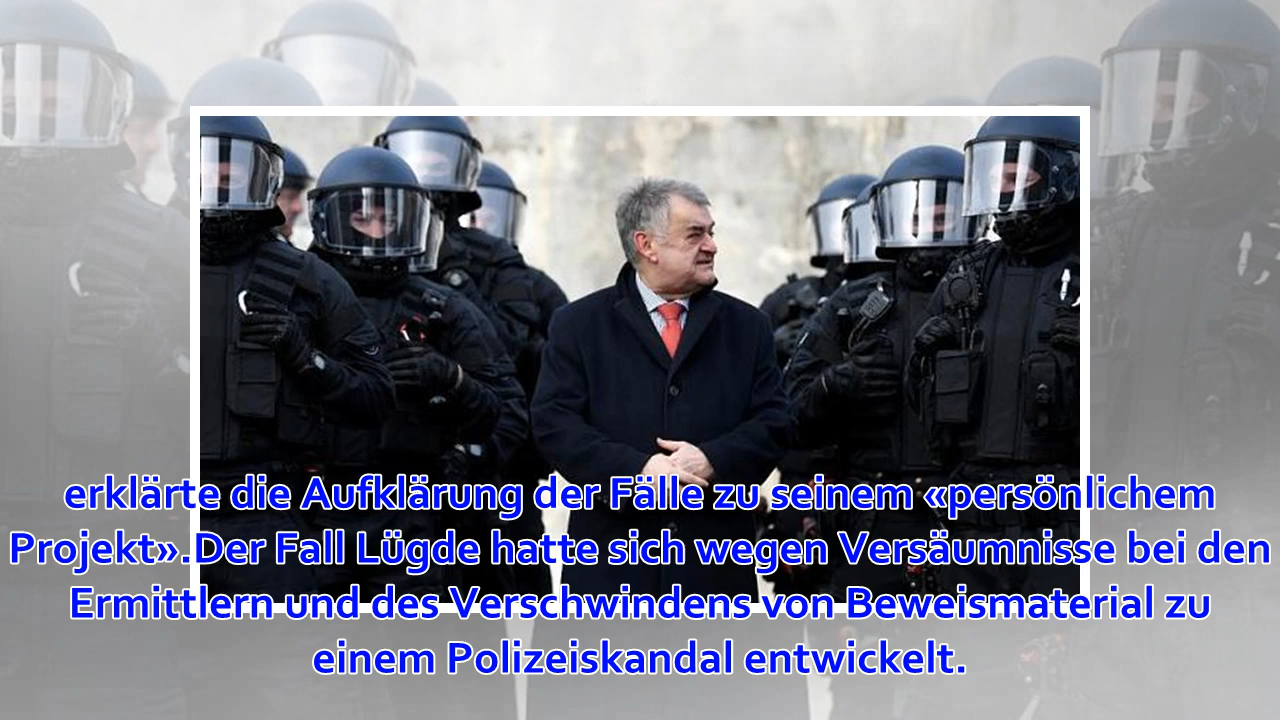 erklärte die Aufklärung der Fälle zu seinem «persönlichem
Projekt».Der Fall Lügde hatte sich wegen Versäumnisse bei den
Ermittlern und des Verschwindens von Beweismaterial zu
einem Polizeiskandal entwickelt.